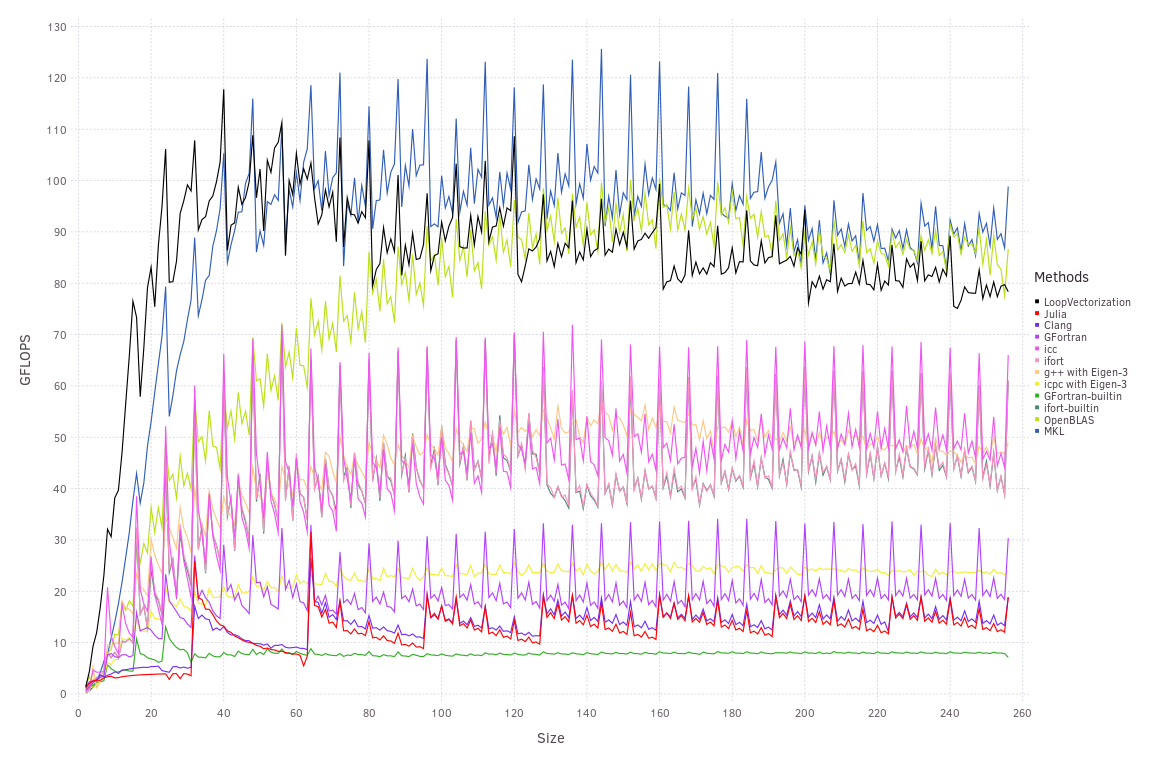 130
120
110
100
90
80
70
60
50
40
30
20
10
0
GFLOPS
0 20 40 60 80 100 120 140 160 180 200 220 240 260
Size
Methods
LoopVectorization
Julia
Clang
GFortran
icc
ifort
g++ with Eigen-3
icpc with Eigen-3
GFortran-builtin
ifort-builtin
OpenBLAS
MKL